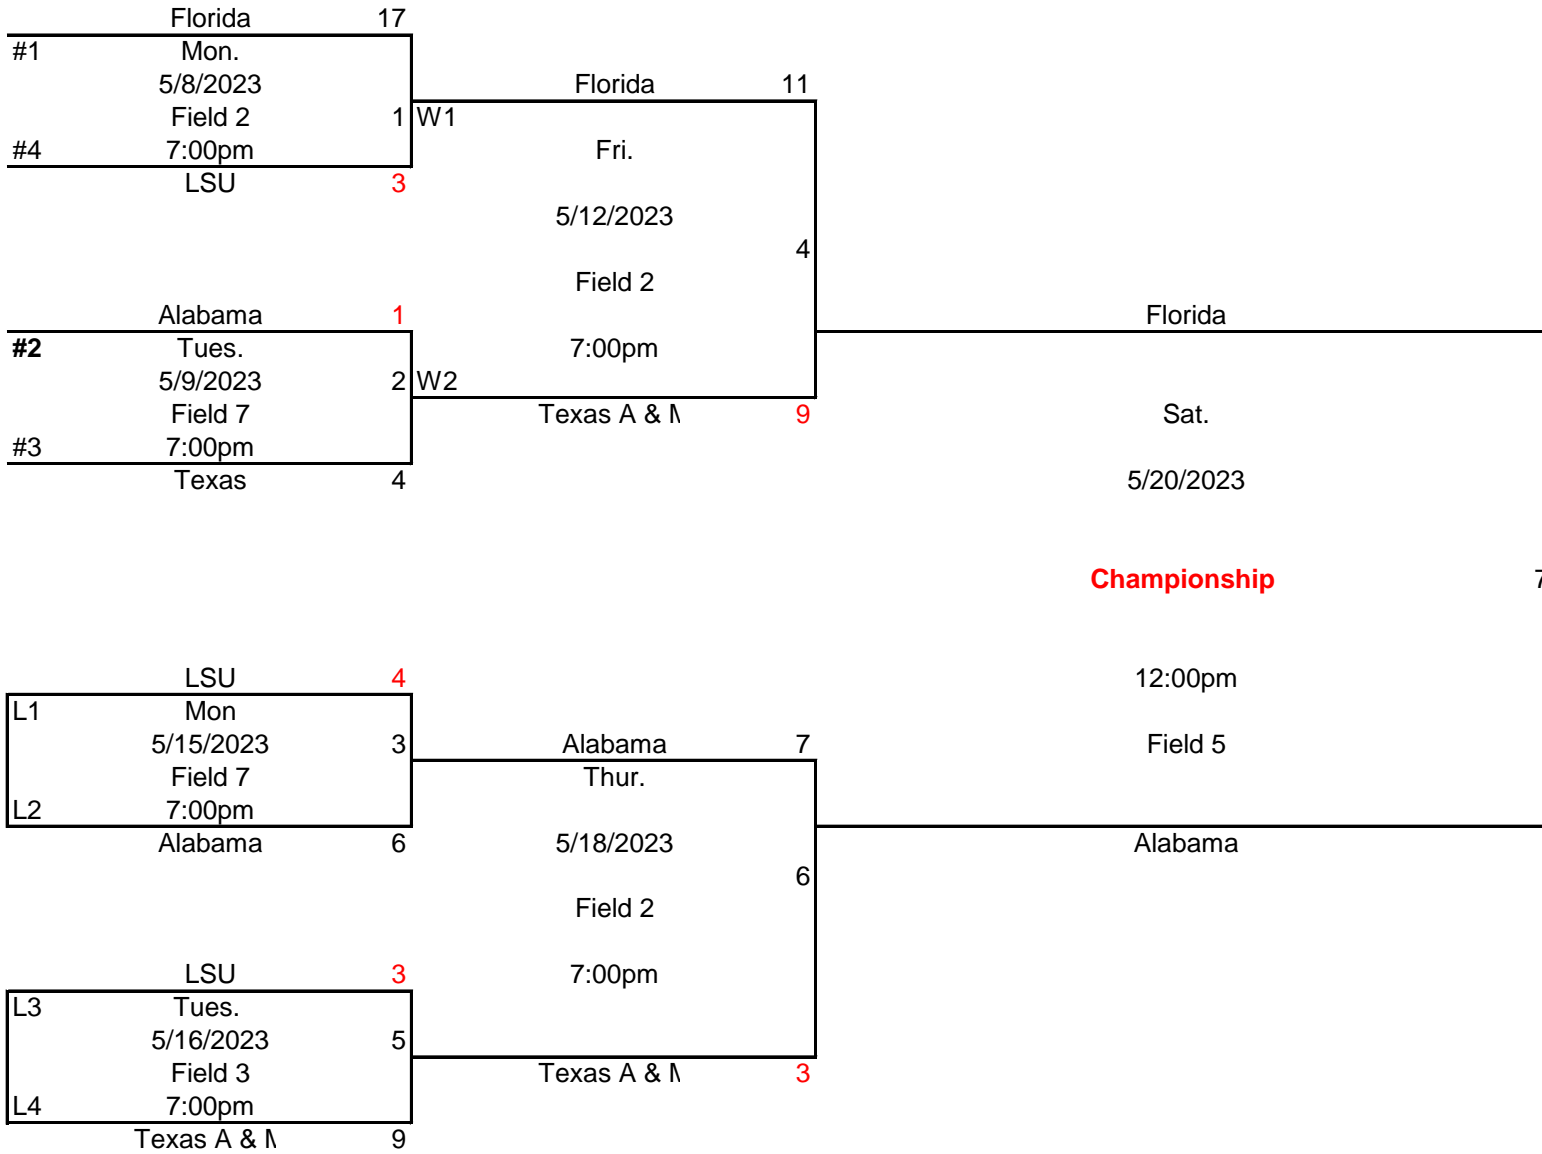 Florida 17
#1 Mon.
5/8/2023
Field 2 1
#4 7:00pm
LSU 3
Alabama 1
#2 Tues.
5/9/2023 2
Field 7
#3 7:00pm
Texas 4
Florida 11
W1
Fri.
5/12/2023
4
Field 2
7:00pm
W2
Texas A & 9
Florida
Sat.
5/20/2023
Championship 7
12:00pm
Field 5
Alabama
LSU 4
L1 Mon
5/15/2023 3
Field 7
L2 7:00pm
Alabama 6
LSU 3
L3 Tues.
5/16/2023 5
Field 3
L4 7:00pm
Texas A & 9
Alabama 7
Thur.
5/18/2023
6
Field 2
7:00pm
Texas A & 3